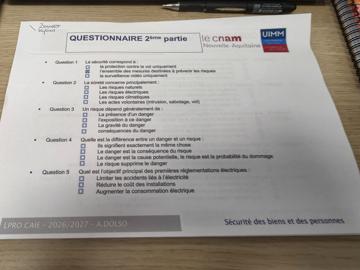 QUESTIONNAIRE 2ème partie
le cnam
Nouvelle-Aquitaine
UIMM
Question 1 La sécurité correspond à :
la protection contre le vol uniquement
l'ensemble des mesures destinées à prévenir les risques
la surveillance vidéo uniquement
Question 2 La sûreté concerne principalement :
Les risques naturels
Les risques électriques
Les risques climatiques
Les actes volontaires (intrusion, sabotage, vol)
Question 3 Un risque dépend généralement de :
La présence d'un danger
l'exposition à ce danger
La gravité du danger
conséquences du danger
Question 4 Quelle est la différence entre un danger et un risque :
Ils signifient exactement la même chose
Le danger est la conséquence du risque
Le danger est la cause potentielle, le risque est la probabilité du dommage
Le risque supprime le danger
Question 5 Quel est l'objectif principal des premières réglementations électriques :
Limiter les accidents liés à l'électricité
Réduire le coût des installations
Augmenter la consommation électrique
LPRO CAIE - 2026/2027 - A.DOLSO
Sécurité des biens et des personnes